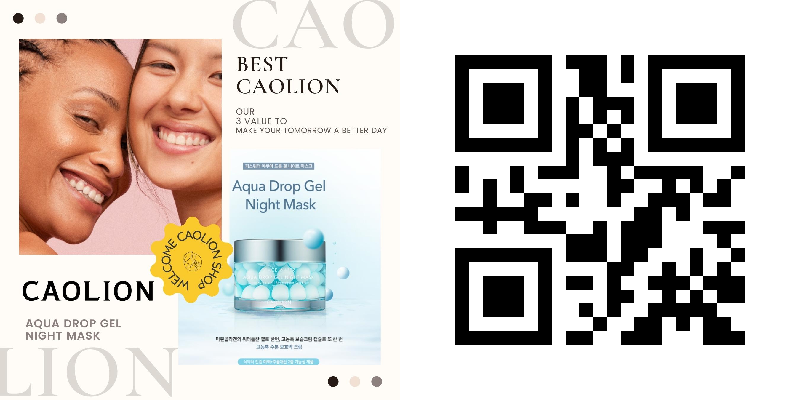 CAO
BEST
CAOLION
OUR
3 VALUE TO
MAKE YOUR TOMORROW A BETTER DAY
Aqua Drop Gel
Night Mask
WELCOME CAOLION SHOP
CAOLION
AQUA DROP GEL
NIGHT MASK
LION